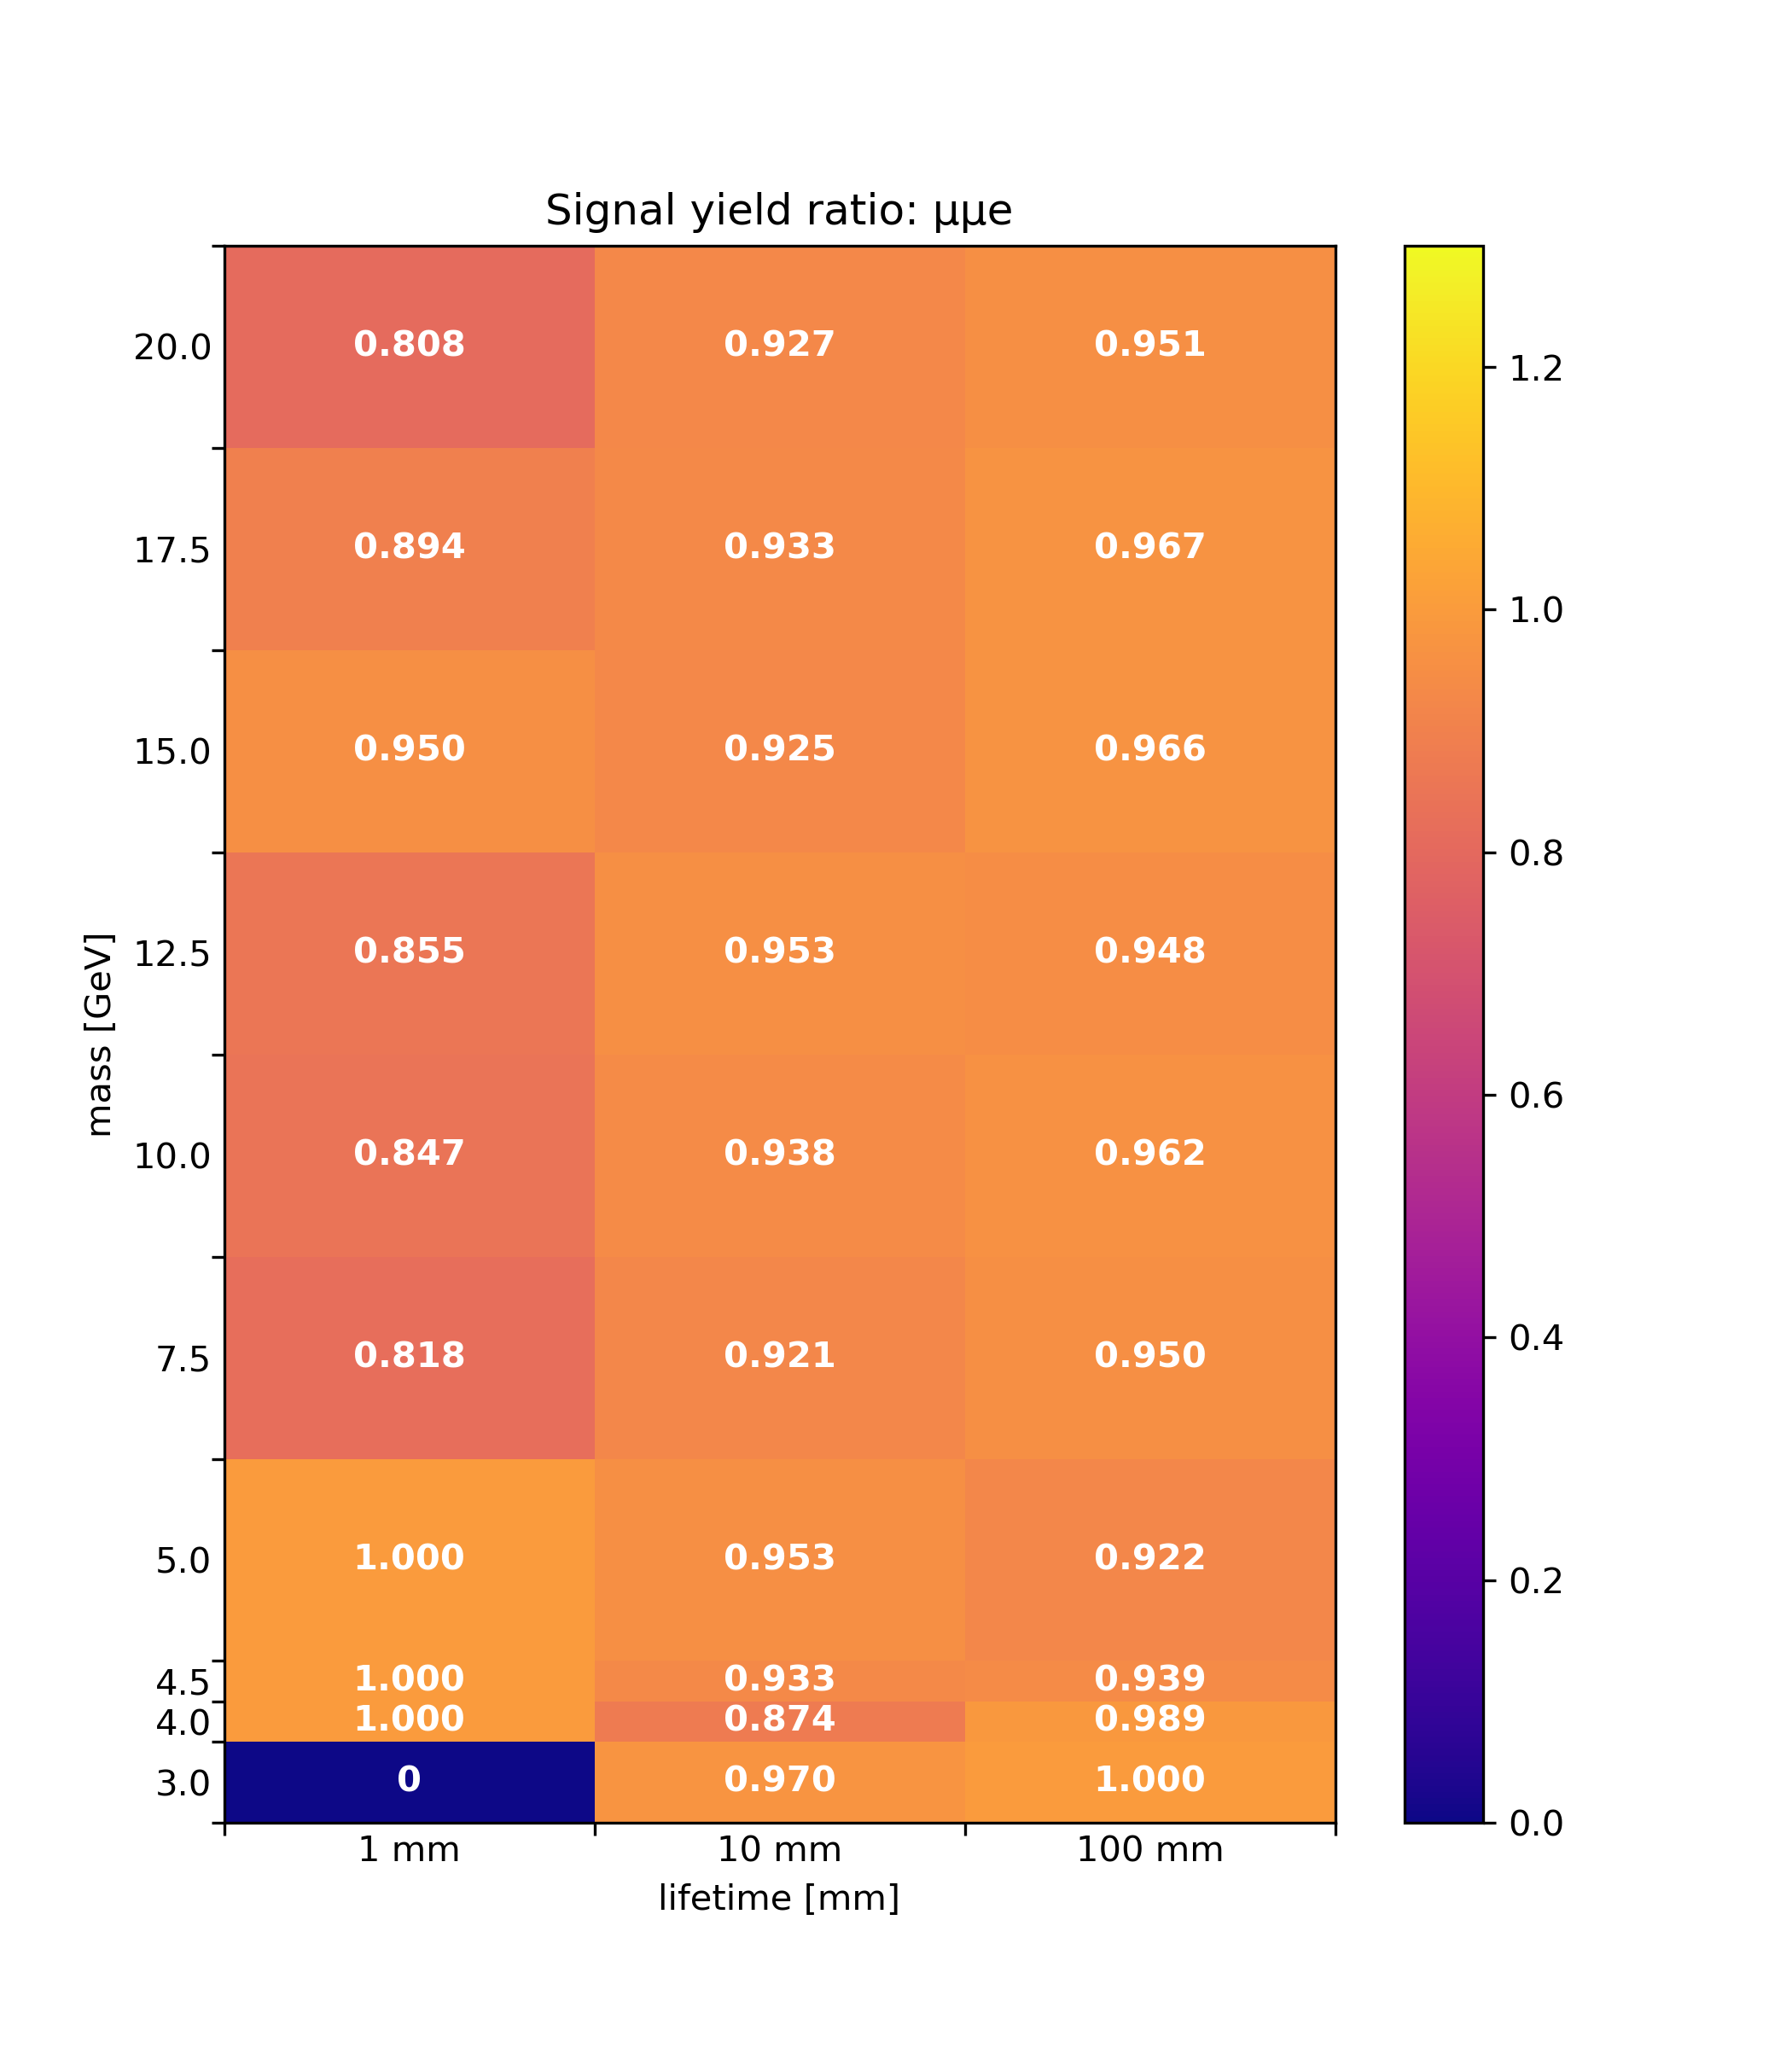 Signal yield ratio: μμe
20.0 0.808 0.927 0.951
17.5 0.894 0.933 0.967
15.0 0.950 0.925 0.966
12.5 0.855 0.953 0.948
10.0 0.847 0.938 0.962
7.5 0.818 0.921 0.950
5.0 1.000 0.953 0.922
4.5 1.000 0.933 0.939
4.0 1.000 0.874 0.989
3.0 0 0.970 1.000
1 mm 10 mm 100 mm
lifetime [mm]
mass [GeV]
1.2
1.0
0.8
0.6
0.4
0.2
0.0